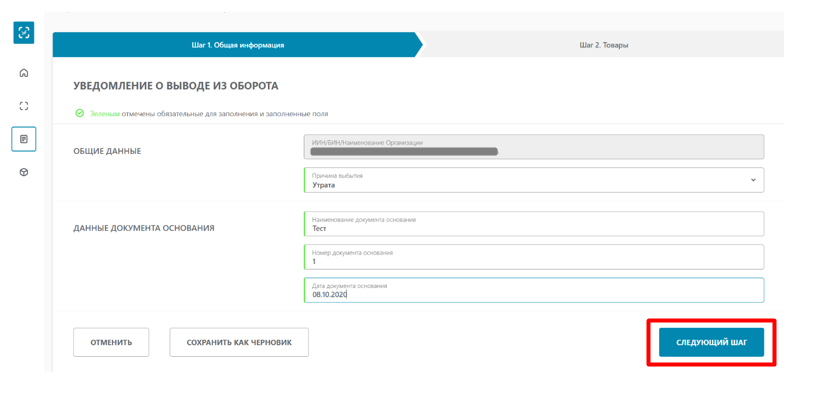 Шаг 1. Общая информация
Шаг 2. Товары
УВЕДОМЛЕНИЕ О ВЫВОДЕ ИЗ ОБОРОТА
Зеленым отмечены обязательные для заполнения и заполненные поля
ОБЩИЕ ДАННЫЕ
ИИН/БИН/Наименование Организации
Причина выбытия
Утрата
ДАННЫЕ ДОКУМЕНТА ОСНОВАНИЯ
Наименование документа основания
Тест
Номер документа основания
1
Дата документа основания
08.10.2020
ОТМЕНИТЬ
СОХРАНИТЬ КАК ЧЕРНОВИК
СЛЕДУЮЩИЙ ШАГ